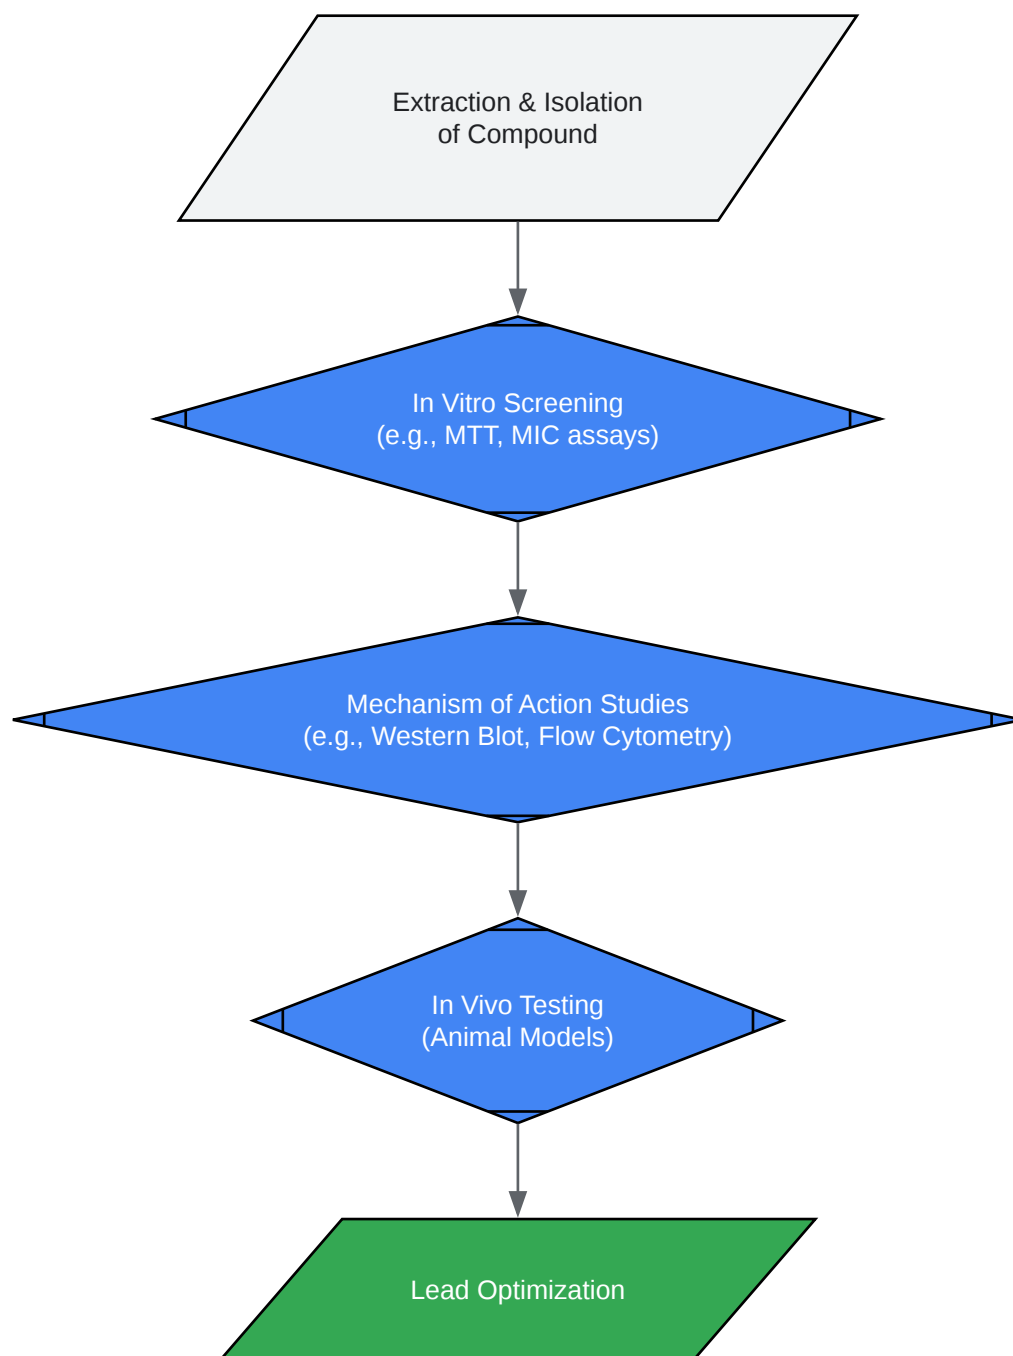 Extraction & Isolation
of Compound
In Vitro Screening
(e.g., MTT, MIC assays)
Mechanism of Action Studies
(e.g., Western Blot, Flow Cytometry)
In Vivo Testing
(Animal Models)
Lead Optimization